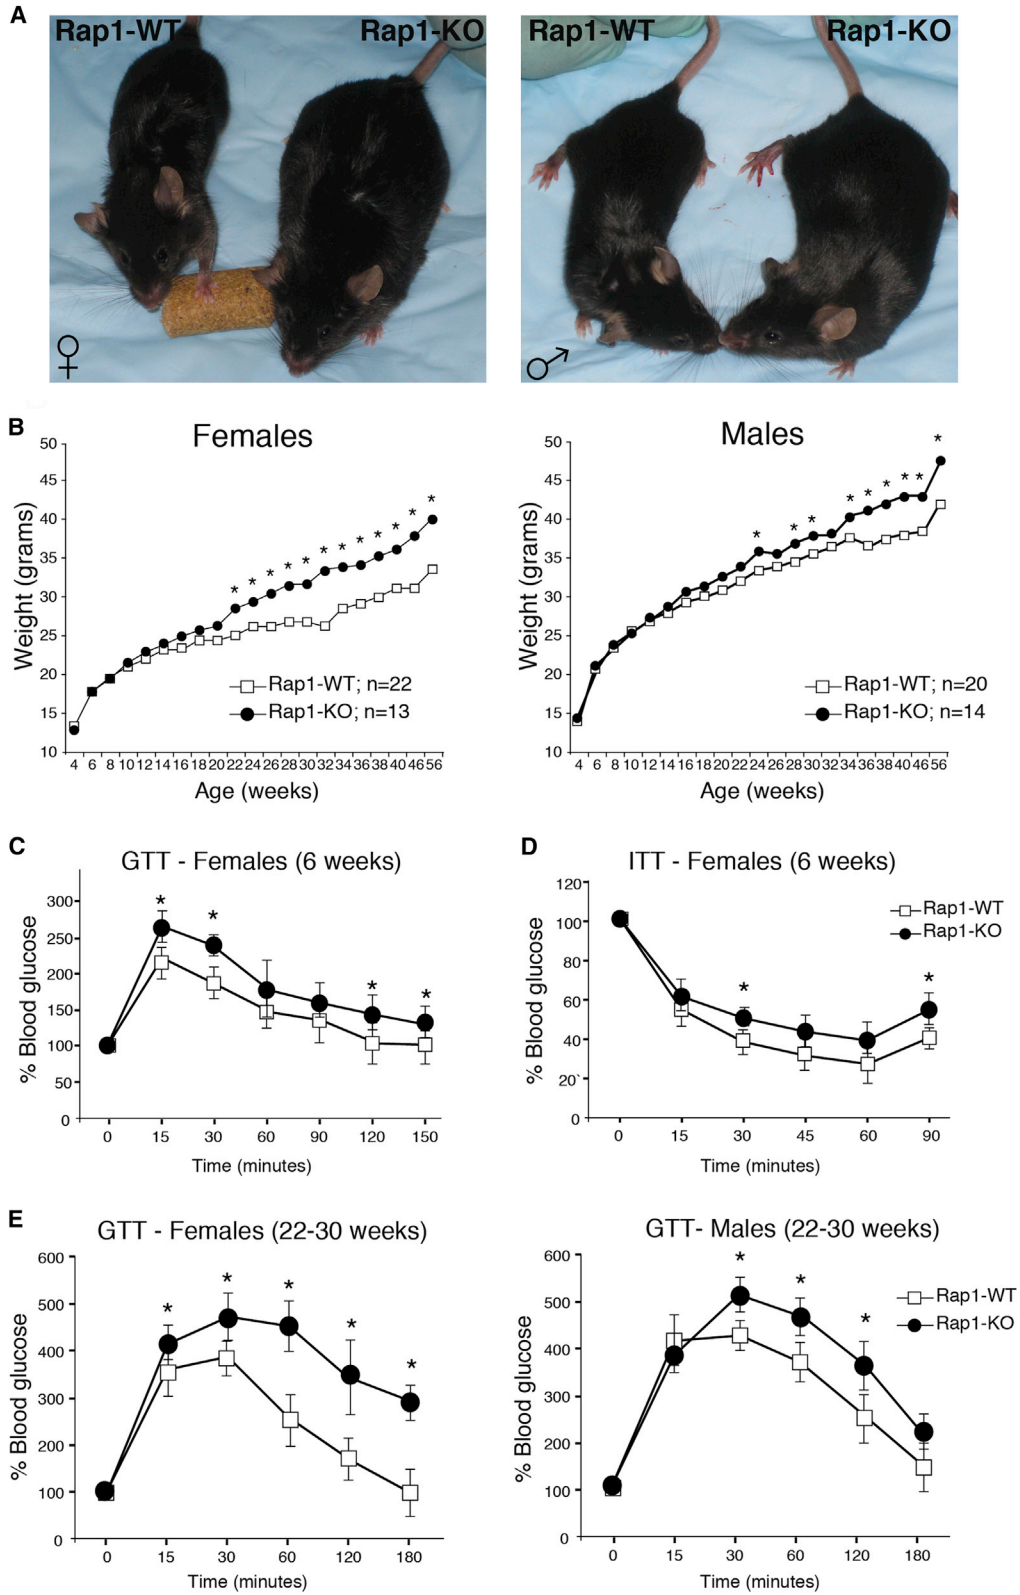 A
Rap1-WT Rap1-KO
Rap1-WT Rap1-KO
♀
♂
B
Females
Weight (grams)
50
45
40
35
30
25
20
15
10
* * * * * * * * * * * *
Rap1-WT; n=22
Rap1-KO; n=13
4 6 8 10 12 14 16 18 20 22 24 26 28 30 32 34 36 38 40 46 56
Age (weeks)
Males
Weight (grams)
50
45
40
35
30
25
20
15
10
* * * * * * * * *
Rap1-WT; n=20
Rap1-KO; n=14
4 6 8 10 12 14 16 18 20 22 24 26 28 30 32 34 36 38 40 46 56
Age (weeks)
C
GTT - Females (6 weeks)
% Blood glucose
300
250
200
150
100
50
0
* * * *
0 15 30 60 90 120 150
Time (minutes)
D
ITT - Females (6 weeks)
% Blood glucose
120
100
80
60
40
20`
0
* *
Rap1-WT
Rap1-KO
0 15 30 45 60 90
Time (minutes)
E
GTT - Females (22-30 weeks)
% Blood glucose
600
500
400
300
200
100
0
* * * * *
0 15 30 60 120 180
Time (minutes)
GTT- Males (22-30 weeks)
% Blood glucose
600
500
400
300
200
100
0
* * *
Rap1-WT
Rap1-KO
0 15 30 60 120 180
Time (minutes)